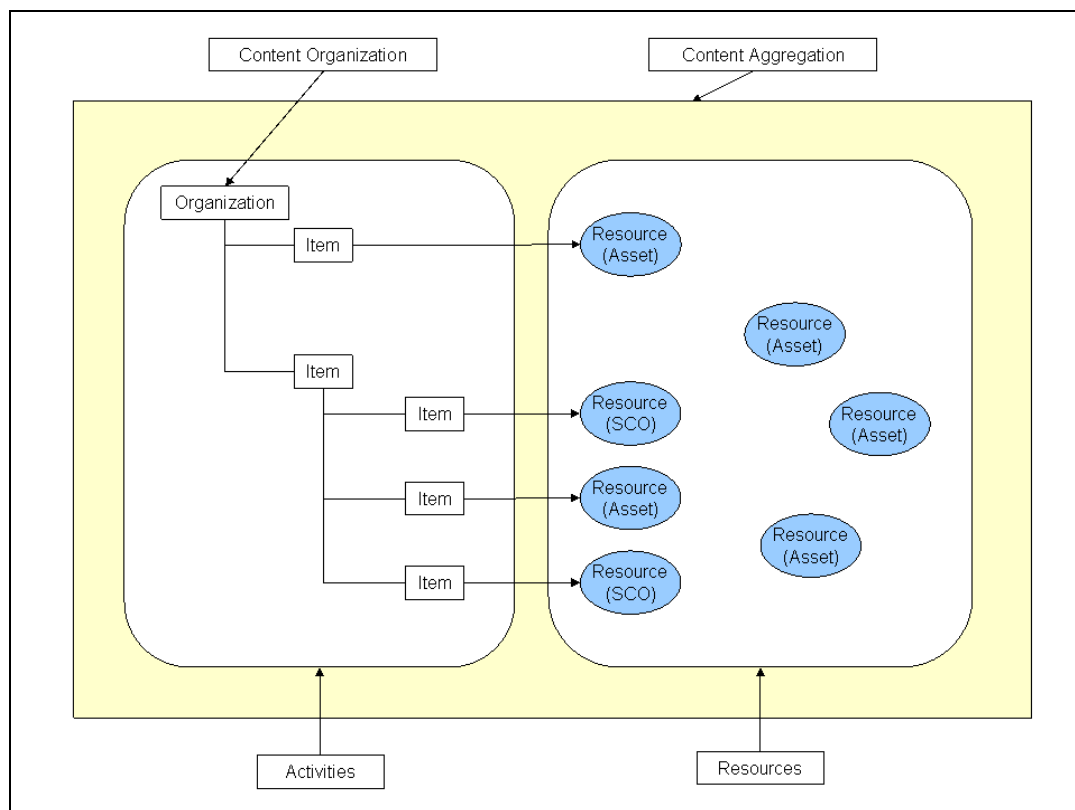 Content Organization
Content Aggregation
Organization
Item
Resource
(Asset)
Resource
(Asset)
Item
Item
Resource
(SCO)
Resource
(Asset)
Item
Resource
(Asset)
Resource
(Asset)
Item
Resource
(SCO)
Activities
Resources